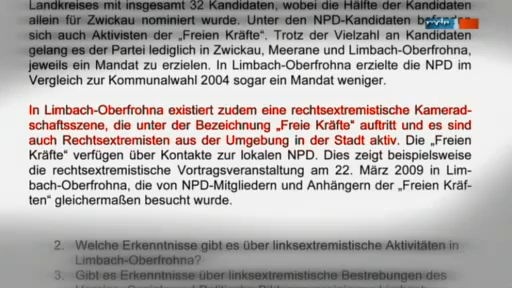 Landkreises mit insgesamt 32 Kandidaten, wobei die Hälfte der Kandidaten
allein für Zwickau nominiert wurde. Unter den NPD-Kandidaten
sich auch Aktivisten der „Freien Kräfte“. Trotz der Vielzahl an Kandidaten
gelang es der Partei lediglich in Zwickau, Meerane und Limbach-Oberfrohna,
jeweils ein Mandat zu erzielen. In Limbach-Oberfrohna erzielte die NPD im
Vergleich zur Kommunalwahl 2004 sogar ein Mandat weniger.
In Limbach-Oberfrohna existiert zudem eine rechtsextremistische Kamerad-
schaftsszene, die unter der Bezeichnung „Freie Kräfte“ auftritt und es sind
auch Rechtsextremisten aus der Umgebung in der Stadt aktiv. Die „Freien
Kräfte“ verfügen über Kontakte zur lokalen NPD. Dies zeigt beispielsweise
die rechtsextremistische Vortragsveranstaltung am 22. März 2009 in Lim-
bach-Oberfrohna, die von NPD-Mitgliedern und Anhängern der „Freien Kräf-
ten“ gleichermaßen besucht wurde.
2. Welche Erkenntnisse gibt es über linksextremistische Aktivitäten in
Limbach-Oberfrohna?
3. Gibt es Erkenntnisse über linksextremistische Bestrebungen des